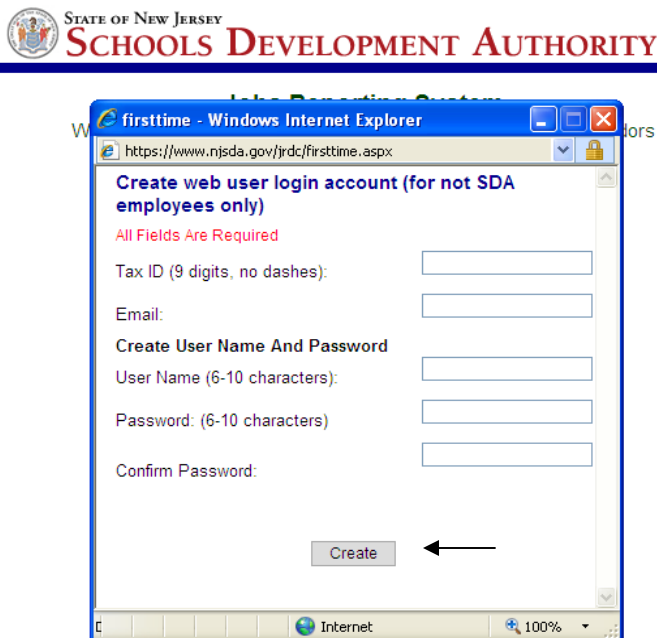 STATE OF NEW JERSEY
SCHOOLS DEVELOPMENT AUTHORITY
Jobs Reporting System
firsttime - Windows Internet Explorer
https://www.njsda.gov/jrdc/firsttime.aspx
Create web user login account (for not SDA
employees only)
All Fields Are Required
Tax ID (9 digits, no dashes):
Email:
Create User Name And Password
User Name (6-10 characters):
Password: (6-10 characters)
Confirm Password:
Create
Internet
100%